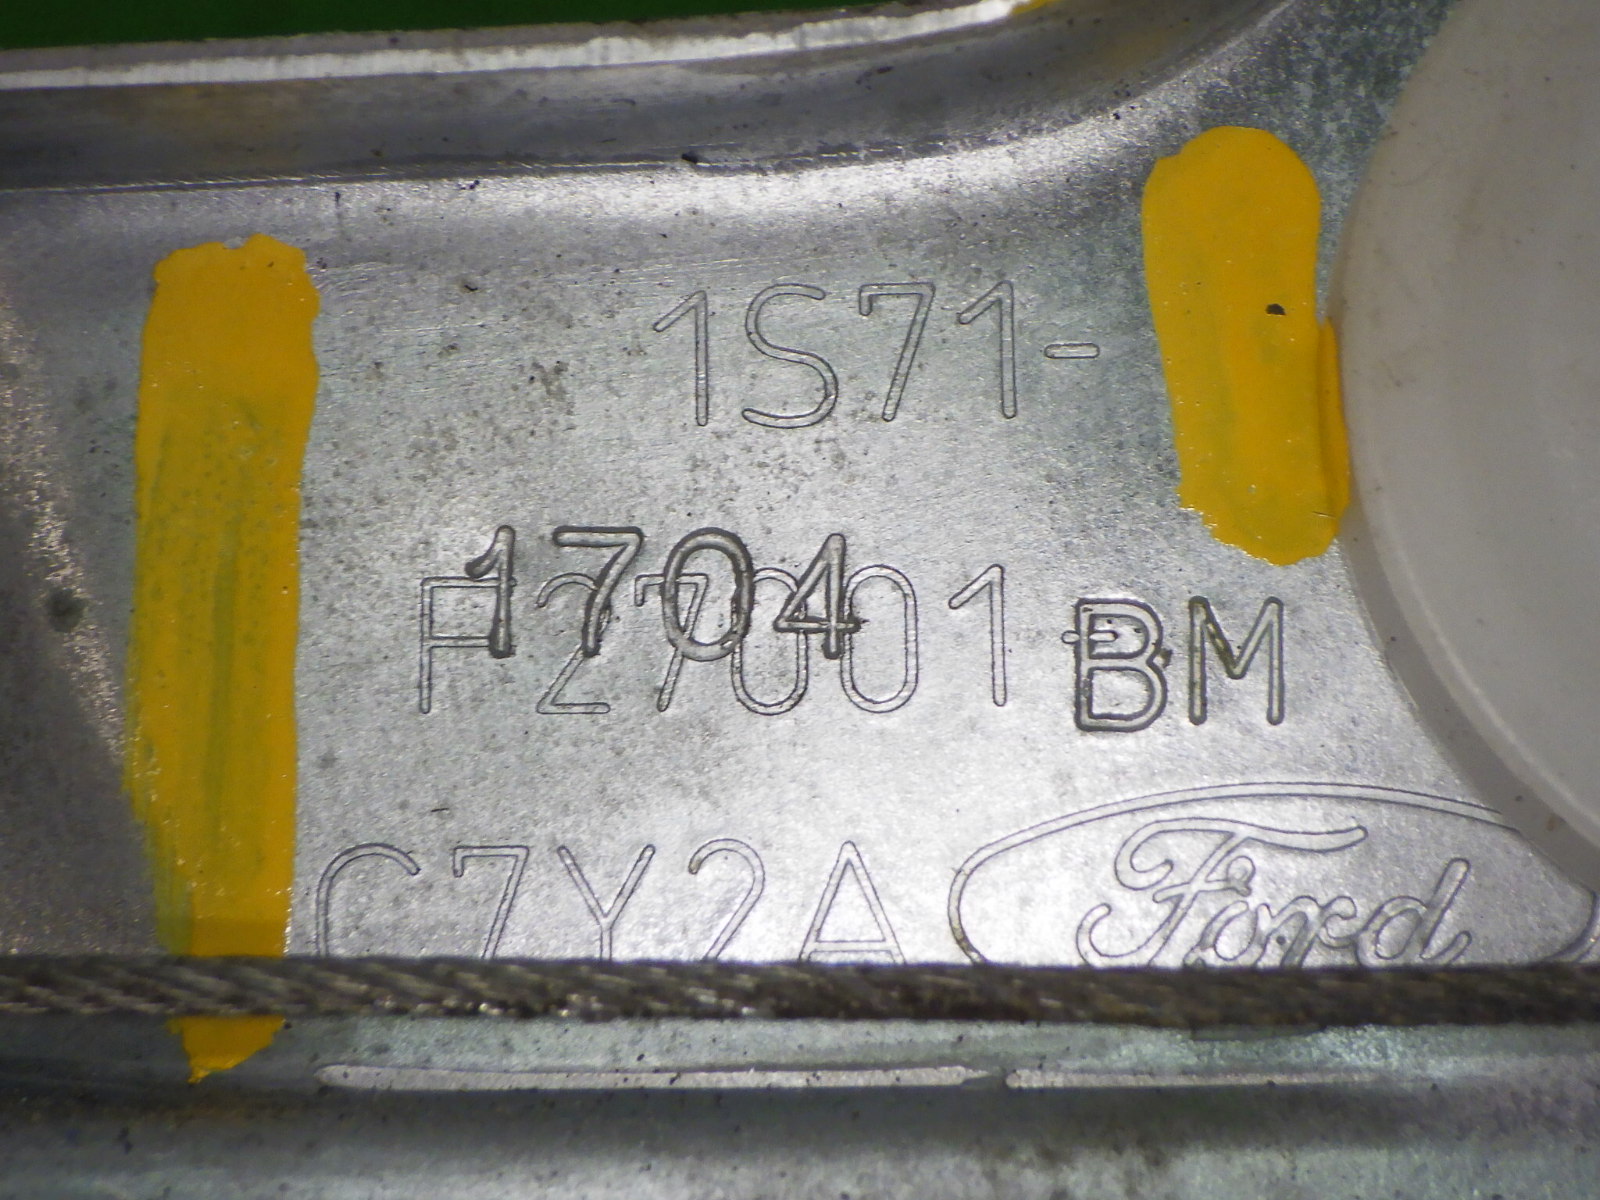 1S71-
1704
F27001 BM
C7Y2A Ford